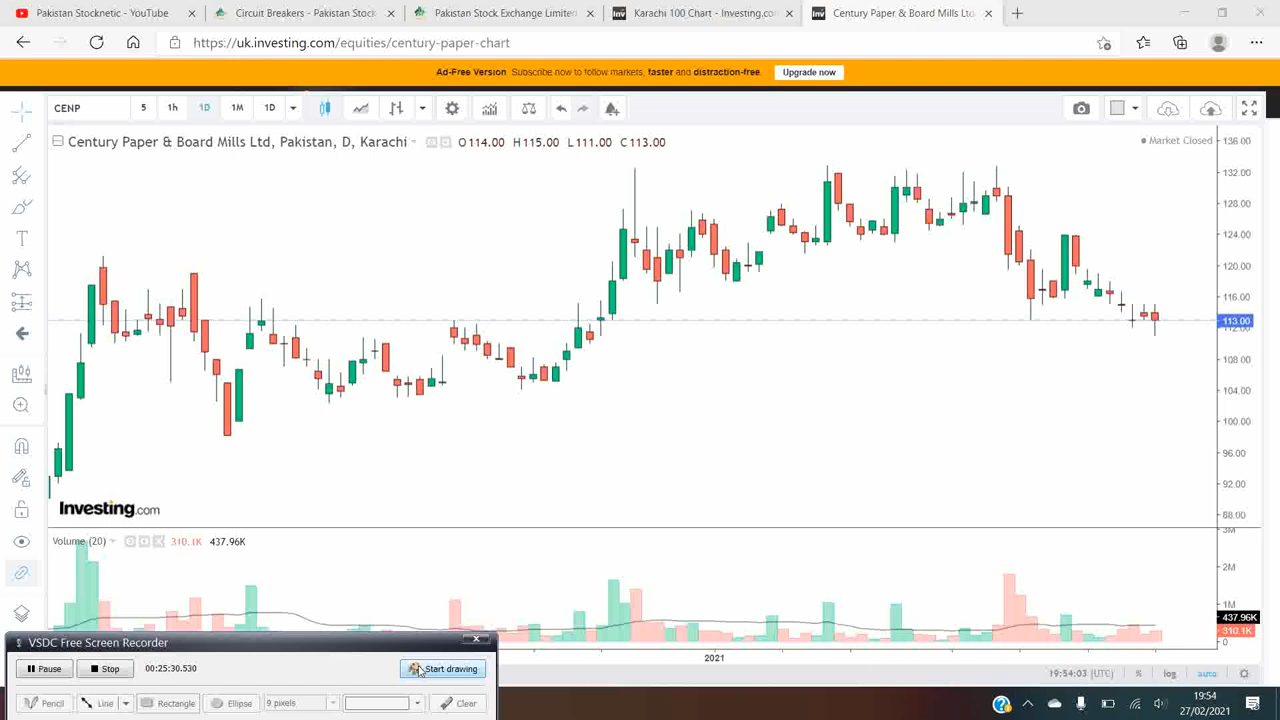 Pakistan Stocknetic - YouTube
Circuit Breakers - Pakistan Stock
Pakistan Stock Exchange Limited
Karachi 100 Chart - Investing.com
Century Paper & Board Mills Ltd
https://uk.investing.com/equities/century-paper-chart
Ad-Free Version Subscribe now to follow markets, faster and distraction-free. Upgrade now
CENP 5 1h 1D 1M 1D
Century Paper & Board Mills Ltd, Pakistan, D, Karachi O114.00 H115.00 L111.00 C113.00
Market Closed
136.00
132.00
128.00
124.00
120.00
116.00
113.00
112.00
108.00
104.00
100.00
96.00
92.00
88.00
Investing.com
Volume (20) 310.1K 437.96K
3M
2M
1M
437.96K
310.1K
0
2021
19:54:03 (UTC) % log auto
VSDC Free Screen Recorder
Pause Stop 00:25:30.530 Start drawing
Pencil Line Rectangle Ellipse 9 pixels Clear
19:54
27/02/2021